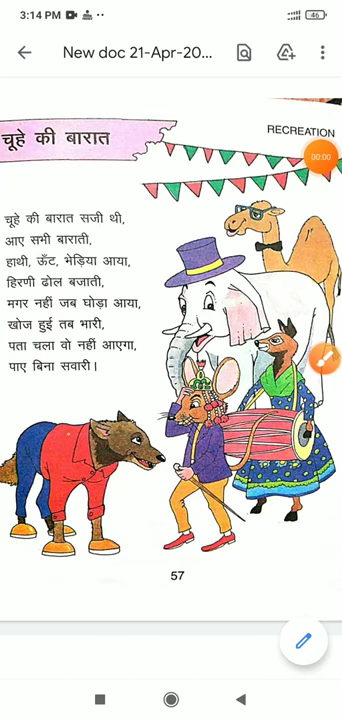 3:14 PM
46
New doc 21-Apr-20...
RECREATION
00:00
चूहे की बारात
चूहे की बारात सजी थी,
आए सभी बाराती,
हाथी, ऊँट, भेड़िया आया,
हिरणी ढोल बजाती,
मगर नहीं जब घोड़ा आया,
खोज हुई तब भारी,
पता चला वो नहीं आएगा,
पाए बिना सवारी।
57